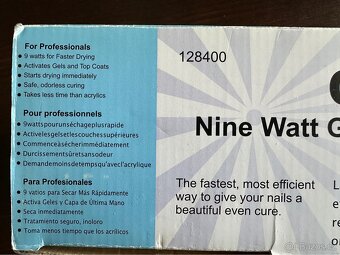 For Professionals
• 9 watts for Faster Drying
• Activates Gels and Top Coats
• Starts drying immediately
• Safe, odorless curing
• Takes less time than acrylics
Pour professionnels
• 9wattspourunséchageplusrapide
• Activelesgelsetlescouchessupérieures
• Commenceàsécherimmédiatement
• Durcissementsûretsansodeur
• Demandemoinsdetempsqu'avecl'acrylique
Para Profesionales
• 9 vatios para Secar Más Rápidamente
• Activa Geles y Capa de Última Mano
• Seca inmediatamente
• Tratamiento seguro, inoloro
• Toma menos tiempo que los acrílicos
128400
Nine Watt G
The fastest, most efficient
way to give your nails a
beautiful even cure.